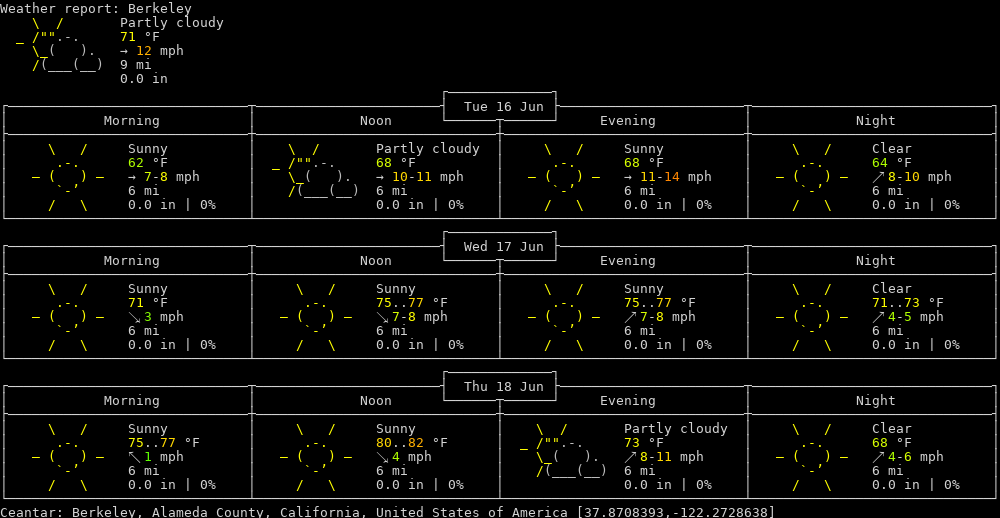 Weather report: Berkeley
Partly cloudy
71 °F
→ 12 mph
9 mi
0.0 in
Tue 16 Jun
Morning Noon Evening Night
Sunny Partly cloudy Sunny Clear
62 °F 68 °F 68 °F 64 °F
→ 7-8 mph → 10-11 mph → 11-14 mph ↗ 8-10 mph
6 mi 6 mi 6 mi 6 mi
0.0 in | 0% 0.0 in | 0% 0.0 in | 0% 0.0 in | 0%
Wed 17 Jun
Morning Noon Evening Night
Sunny Sunny Sunny Clear
71 °F 75..77 °F 75..77 °F 71..73 °F
↘ 3 mph ↘ 7-8 mph ↗ 7-8 mph ↗ 4-5 mph
6 mi 6 mi 6 mi 6 mi
0.0 in | 0% 0.0 in | 0% 0.0 in | 0% 0.0 in | 0%
Thu 18 Jun
Morning Noon Evening Night
Sunny Sunny Partly cloudy Clear
75..77 °F 80..82 °F 73 °F 68 °F
↖ 1 mph ↘ 4 mph ↗ 8-11 mph ↗ 4-6 mph
6 mi 6 mi 6 mi 6 mi
0.0 in | 0% 0.0 in | 0% 0.0 in | 0% 0.0 in | 0%
Ceantar: Berkeley, Alameda County, California, United States of America [37.8708393,-122.2728638]